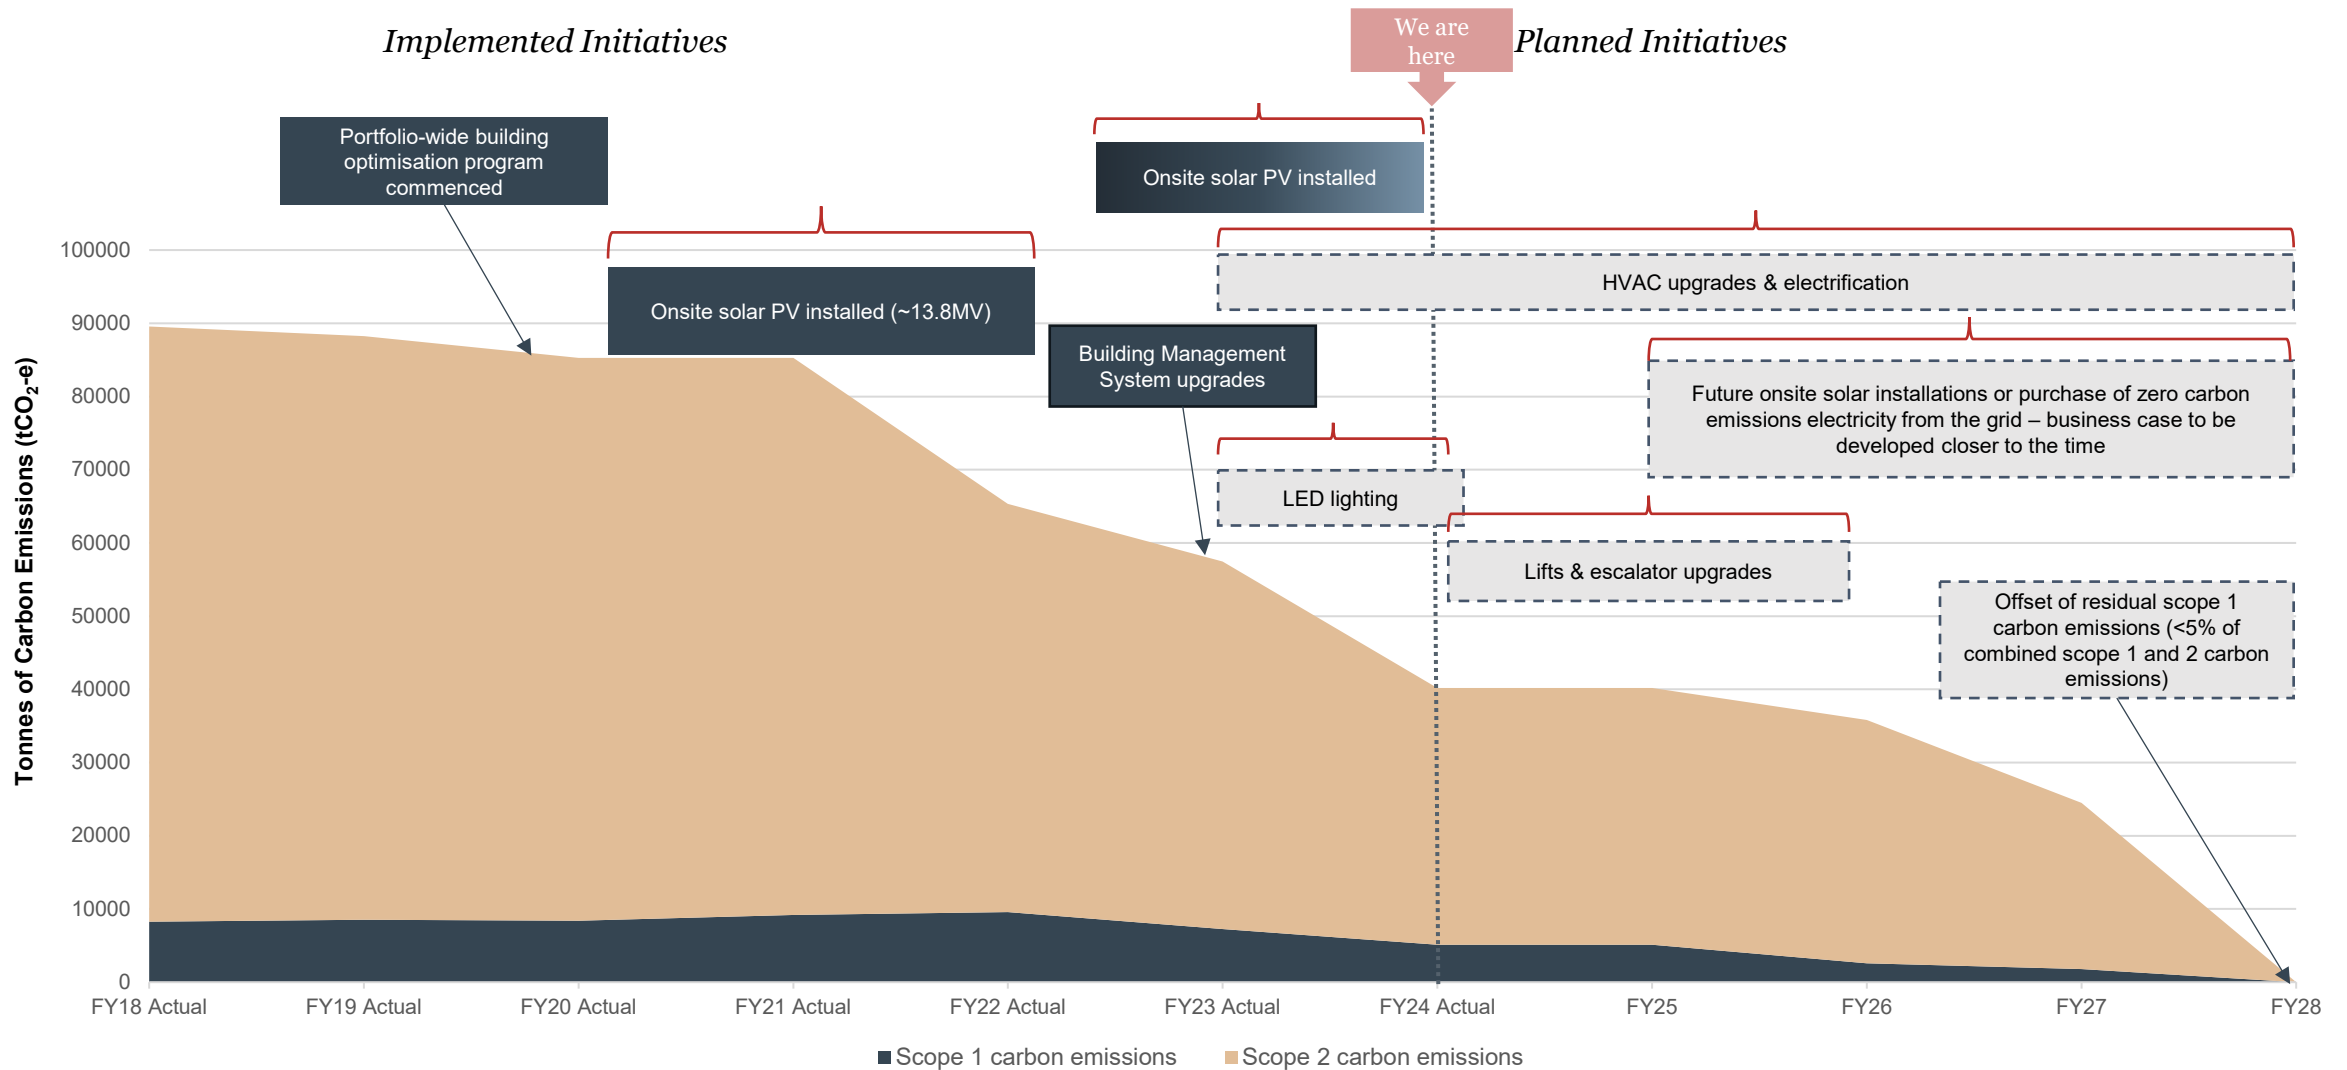 Implemented Initiatives
We are
here
Planned Initiatives
Portfolio-wide building
optimisation program
commenced
Onsite solar PV installed
Onsite solar PV installed (~13.8MV)
HVAC upgrades & electrification
Building Management
System upgrades
Future onsite solar installations or purchase of zero carbon
emissions electricity from the grid – business case to be
developed closer to the time
LED lighting
Lifts & escalator upgrades
Offset of residual scope 1
carbon emissions (<5% of
combined scope 1 and 2 carbon
emissions)
Tonnes of Carbon Emissions (tCO₂-e)
100000
90000
80000
70000
60000
50000
40000
30000
20000
10000
0
FY18 Actual
FY19 Actual
FY20 Actual
FY21 Actual
FY22 Actual
FY23 Actual
FY24 Actual
FY25
FY26
FY27
FY28
Scope 1 carbon emissions
Scope 2 carbon emissions